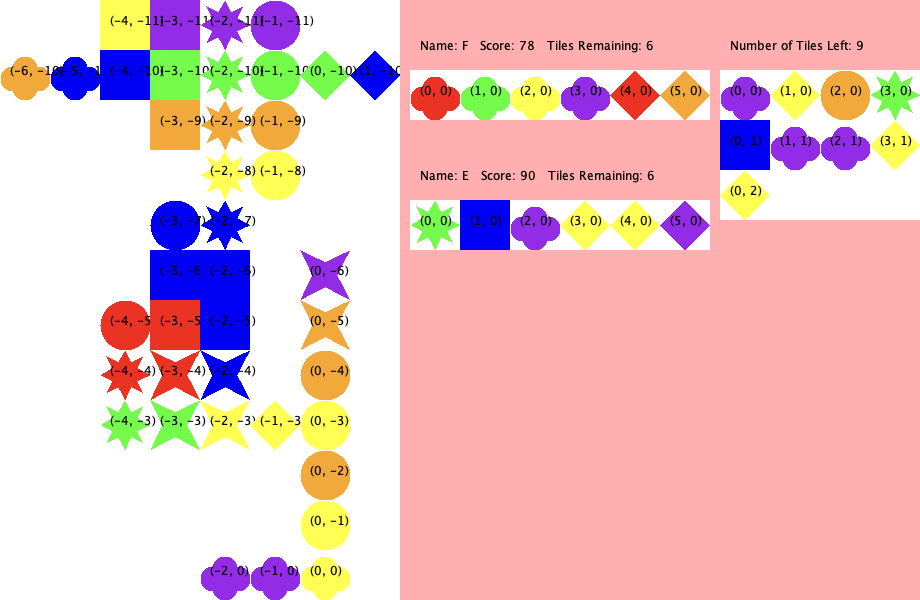 (-4, -11) (-3, -11) (-2, -11) (-1, -11)
(-6, -10) (-5, -1 (-4, -10) (-3, -10) (-2, -10) (-1, -10) (0, -10) (1, -10
(-3, -9) (-2, -9) (-1, -9)
(-2, -8) (-1, -8)
(-3, -7) (-2, -7)
(-3, -6 (-2, -6) (0, -6)
(-4, -5 (-3, -5 (-2, -5) (0, -5)
(-4, -4) (-3, -4) (-2, -4) (0, -4)
(-4, -3) (-3, -3) (-2, -3) (-1, -3 (0, -3)
(0, -2)
(0, -1)
(-2, 0) (-1, 0) (0, 0)
Name: F Score: 78 Tiles Remaining: 6
(0, 0) (1, 0) (2, 0) (3, 0) (4, 0) (5, 0)
Name: E Score: 90 Tiles Remaining: 6
(0, 0) (1, 0) (2, 0) (3, 0) (4, 0) (5, 0)
Number of Tiles Left: 9
(0, 0) (1, 0) (2, 0) (3, 0)
(0, 1) (1, 1) (2, 1) (3, 1)
(0, 2)